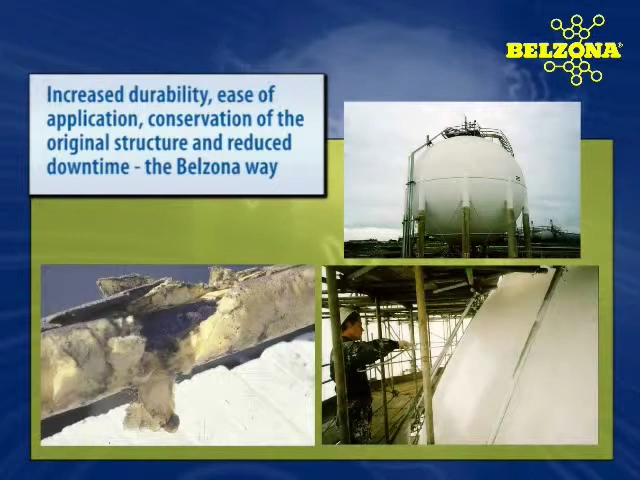 BELZONA®
Increased durability, ease of
application, conservation of the
original structure and reduced
downtime - the Belzona way